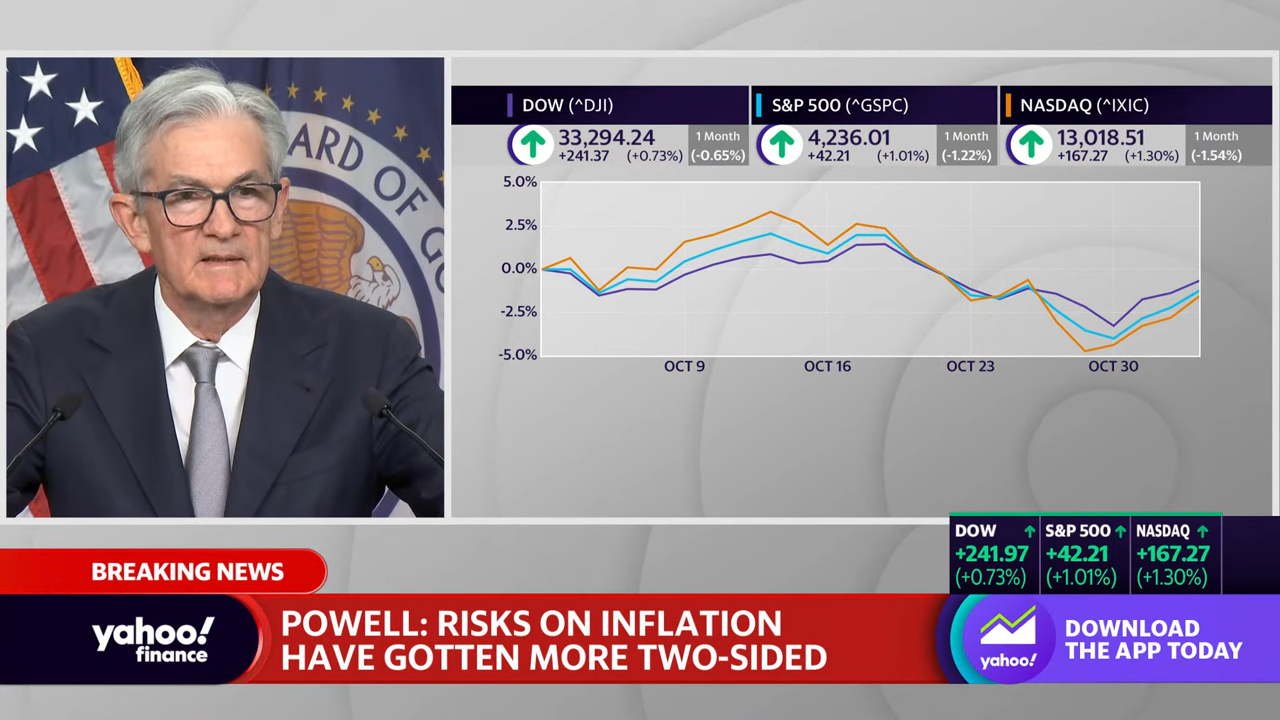 ARD OF GO
DOW (^DJI)
33,294.24
+241.37 (+0.73%)
1 Month
(-0.65%)
S&P 500 (^GSPC)
4,236.01
+42.21 (+1.01%)
1 Month
(-1.22%)
NASDAQ (^IXIC)
13,018.51
+167.27 (+1.30%)
1 Month
(-1.54%)
5.0%
2.5%
0.0%
-2.5%
-5.0%
OCT 9 OCT 16 OCT 23 OCT 30
DOW S&P 500 NASDAQ
+241.97 +42.21 +167.27
(+0.73%) (+1.01%) (+1.30%)
BREAKING NEWS
yahoo!
finance
POWELL: RISKS ON INFLATION
HAVE GOTTEN MORE TWO-SIDED
yahoo!
DOWNLOAD
THE APP TODAY